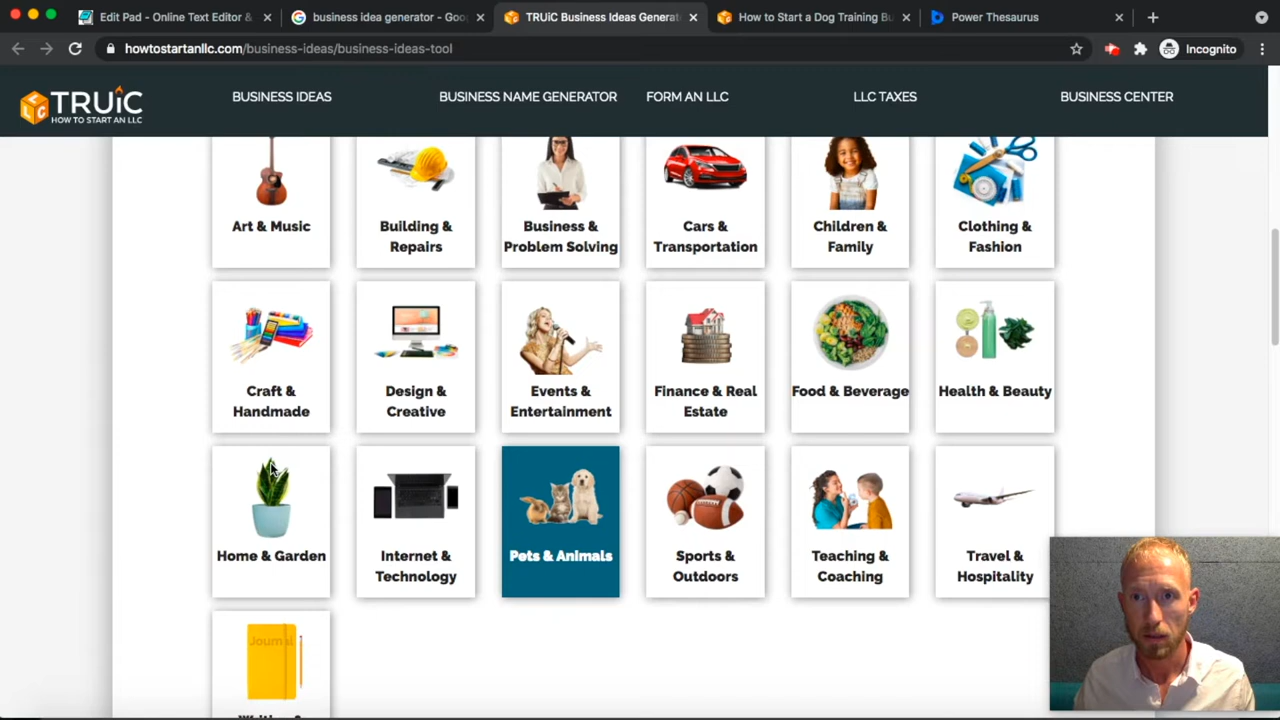 Edit Pad - Online Text Editor &
business idea generator - Goo
TRUiC Business Ideas Generat
How to Start a Dog Training Bu
Power Thesaurus
howtostartanllc.com/business-ideas/business-ideas-tool
Incognito
LLC
TRUiC
HOW TO START AN LLC
BUSINESS IDEAS
BUSINESS NAME GENERATOR
FORM AN LLC
LLC TAXES
BUSINESS CENTER
Art & Music
Building &
Repairs
Business &
Problem Solving
Cars &
Transportation
Children &
Family
Clothing &
Fashion
Craft &
Handmade
Design &
Creative
Events &
Entertainment
Finance & Real
Estate
Food & Beverage
Health & Beauty
Home & Garden
Internet &
Technology
Pets & Animals
Sports &
Outdoors
Teaching &
Coaching
Travel &
Hospitality
Journal